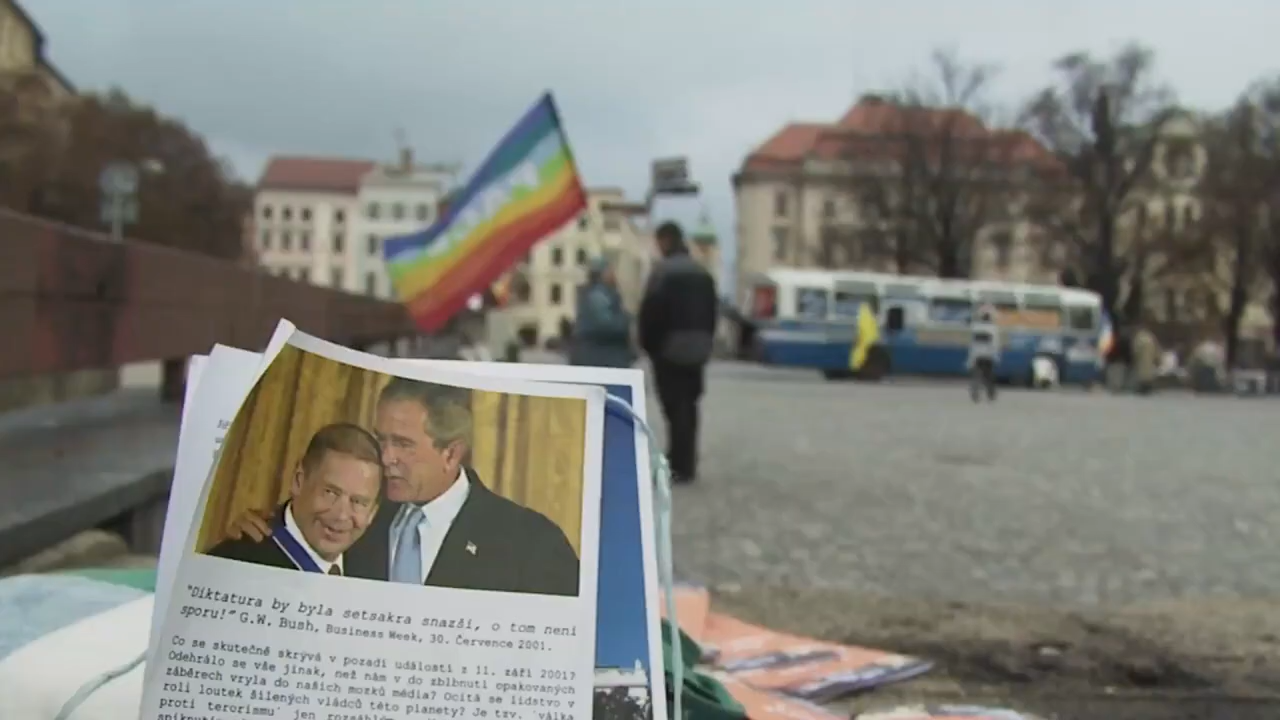 "Diktatura by byla setsakra snazší, o tom není
sporu!" G.W. Bush, Business Week, 30. Července 2001.
Co se skutečně skrývá v pozadí událostí z 11. září 2001?
Odehrálo se vše jinak, než nám v do zblbnutí opakovaných
záběrech vryla do našich mozků média? Ocitá se lidstvo v
roli loutek šílených vládců této planety? Je tzv. 'válka
proti terorismu' jen